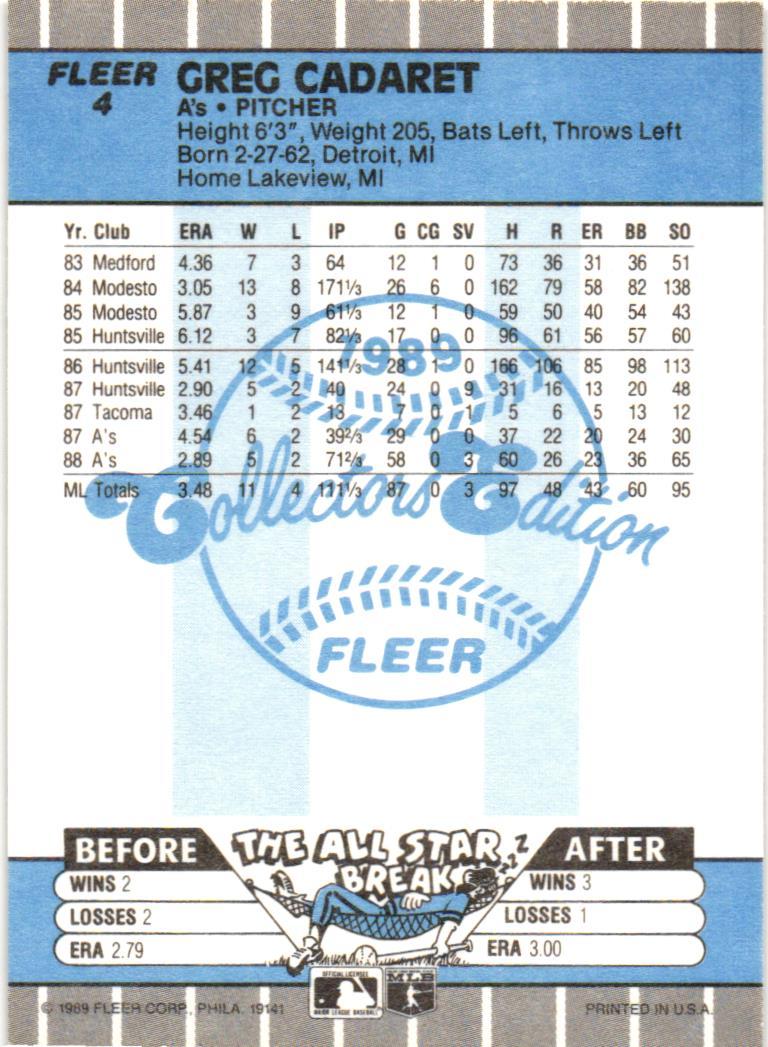 FLEER GREG CADARET
4 A's • PITCHER
Height 6'3", Weight 205, Bats Left, Throws Left
Born 2-27-62, Detroit, MI
Home Lakeview, MI
Yr. Club ERA W L IP G CG SV H R ER BB SO
83 Medford 4.36 7 3 64 12 1 0 73 36 31 36 51
84 Modesto 3.05 13 8 171⅓ 26 6 0 162 79 58 82 138
85 Modesto 5.87 3 9 61⅓ 12 1 0 59 50 40 54 43
85 Huntsville 6.12 3 7 82⅓ 17 0 0 96 61 56 57 60
86 Huntsville 5.41 12 5 141⅓ 28 1 0 166 106 85 98 113
87 Huntsville 2.90 5 2 40 24 0 9 31 16 13 20 48
87 Tacoma 3.46 1 2 13 7 0 1 5 6 5 13 12
87 A's 4.54 6 2 39⅔ 29 0 0 37 22 20 24 30
88 A's 2.89 5 2 71⅔ 58 0 3 60 26 23 36 65
ML Totals 3.48 11 4 111⅓ 87 0 3 97 48 43 60 95
1989
Collectors Edition
FLEER
BEFORE THE ALL STAR BREAK ZZZ AFTER
WINS 2 WINS 3
LOSSES 2 LOSSES 1
ERA 2.79 ERA 3.00
OFFICIAL LICENSEE MLB
MAJOR LEAGUE BASEBALL
© 1989 FLEER CORP., PHILA. 19141 PRINTED IN U.S.A.